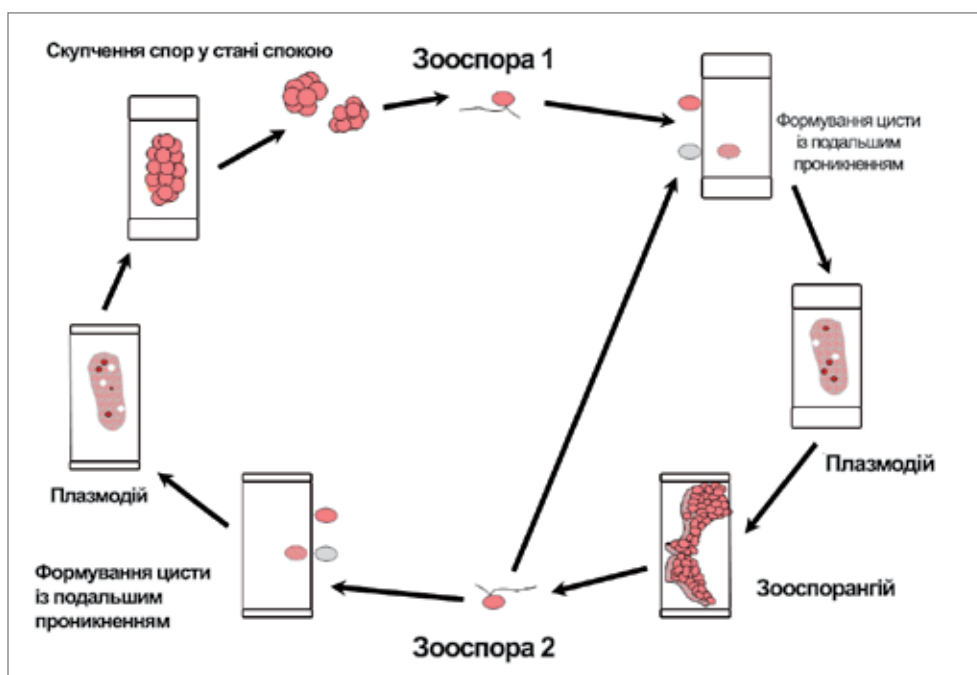 Скупчення спор у стані спокою
Зооспора 1
Формування цисти
із подальшим
проникненням
Плазмодій
Зооспорангій
Зооспора 2
Формування цисти
із подальшим
проникненням
Плазмодій